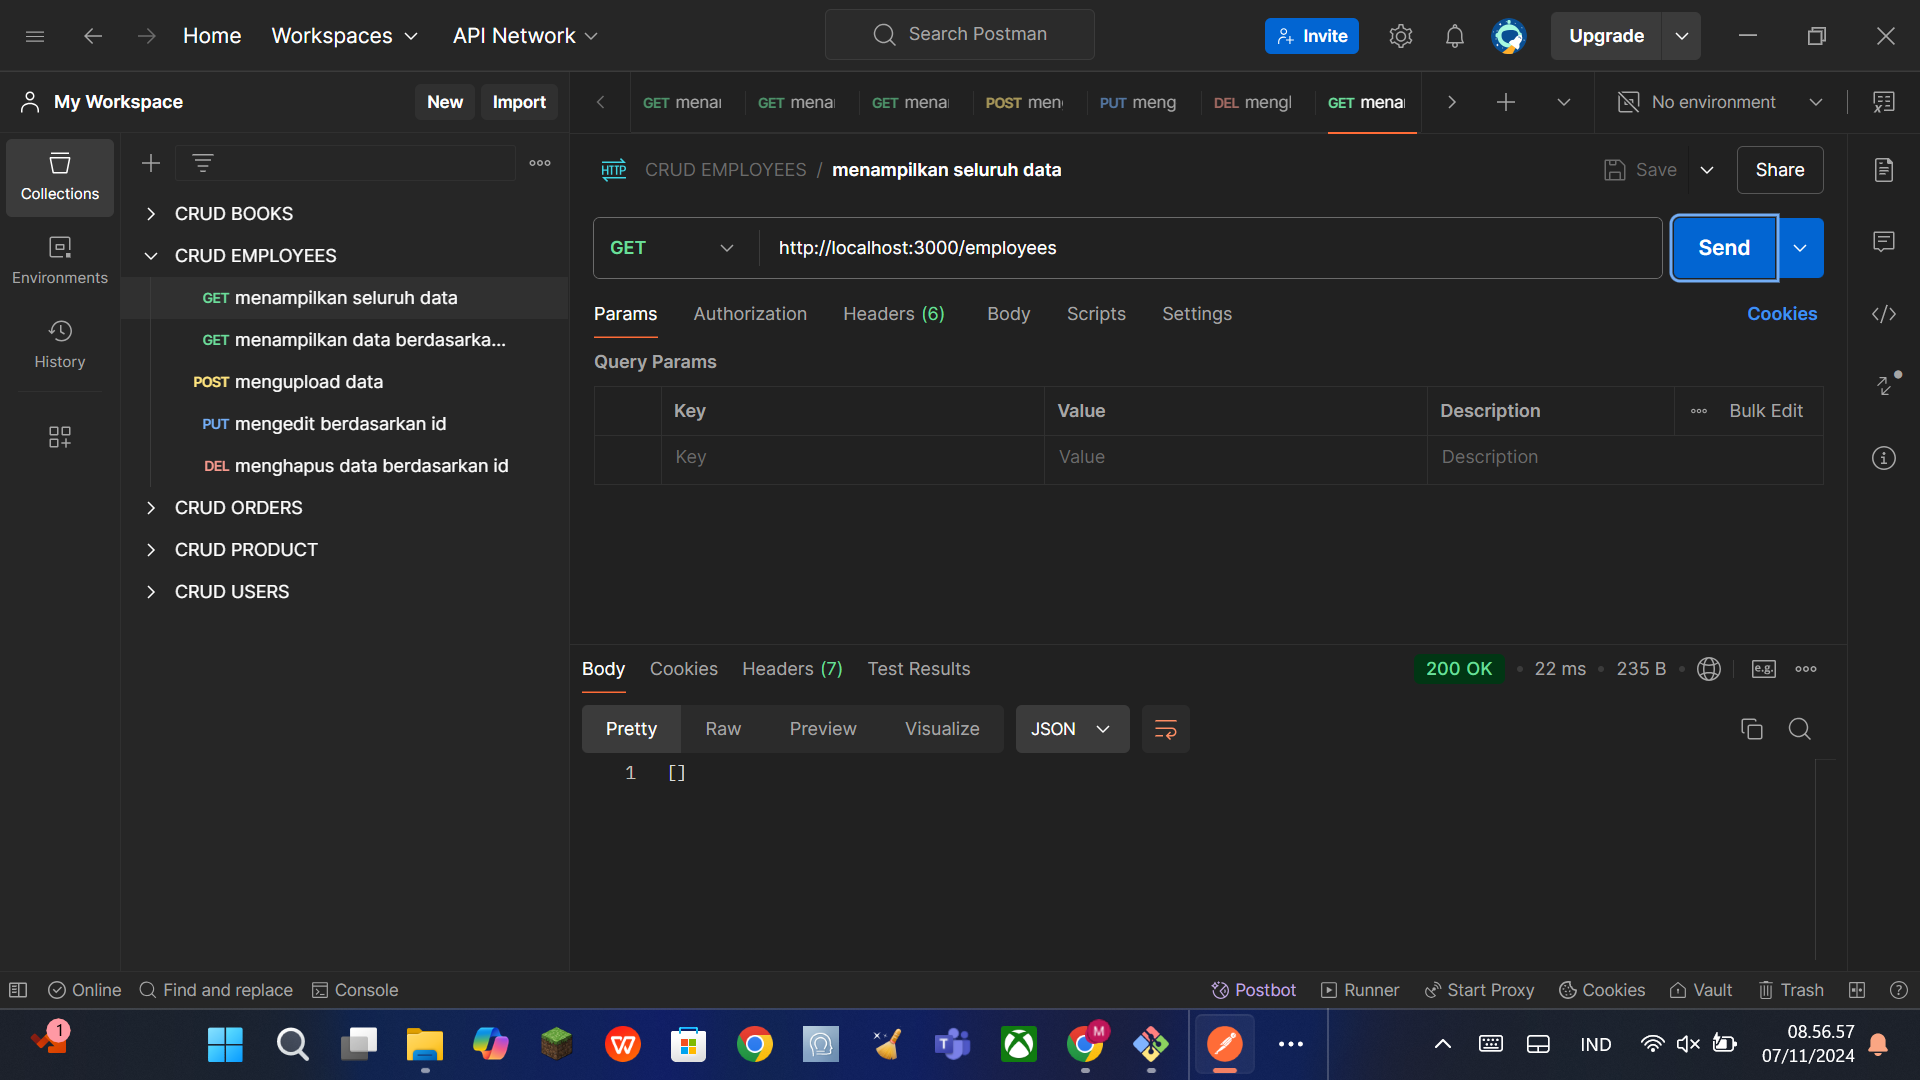 Home
Workspaces
API Network
Search Postman
Invite
Upgrade
My Workspace
New
Import
GET menai
GET menai
GET menai
POST men
PUT meng
DEL mengl
GET menai
No environment
Collections
Environments
History
CRUD BOOKS
CRUD EMPLOYEES
GET menampilkan seluruh data
GET menampilkan data berdasarka...
POST mengupload data
PUT mengedit berdasarkan id
DEL menghapus data berdasarkan id
CRUD ORDERS
CRUD PRODUCT
CRUD USERS
HTTP CRUD EMPLOYEES / menampilkan seluruh data
Save
Share
GET
http://localhost:3000/employees
Send
Params
Authorization
Headers (6)
Body
Scripts
Settings
Cookies
Query Params
Key
Value
Description
Bulk Edit
Key
Value
Description
Body
Cookies
Headers (7)
Test Results
200 OK
22 ms
235 B
e.g.
Pretty
Raw
Preview
Visualize
JSON
1 []
Online
Find and replace
Console
Postbot
Runner
Start Proxy
Cookies
Vault
Trash
1
M
IND
08.56.57
07/11/2024